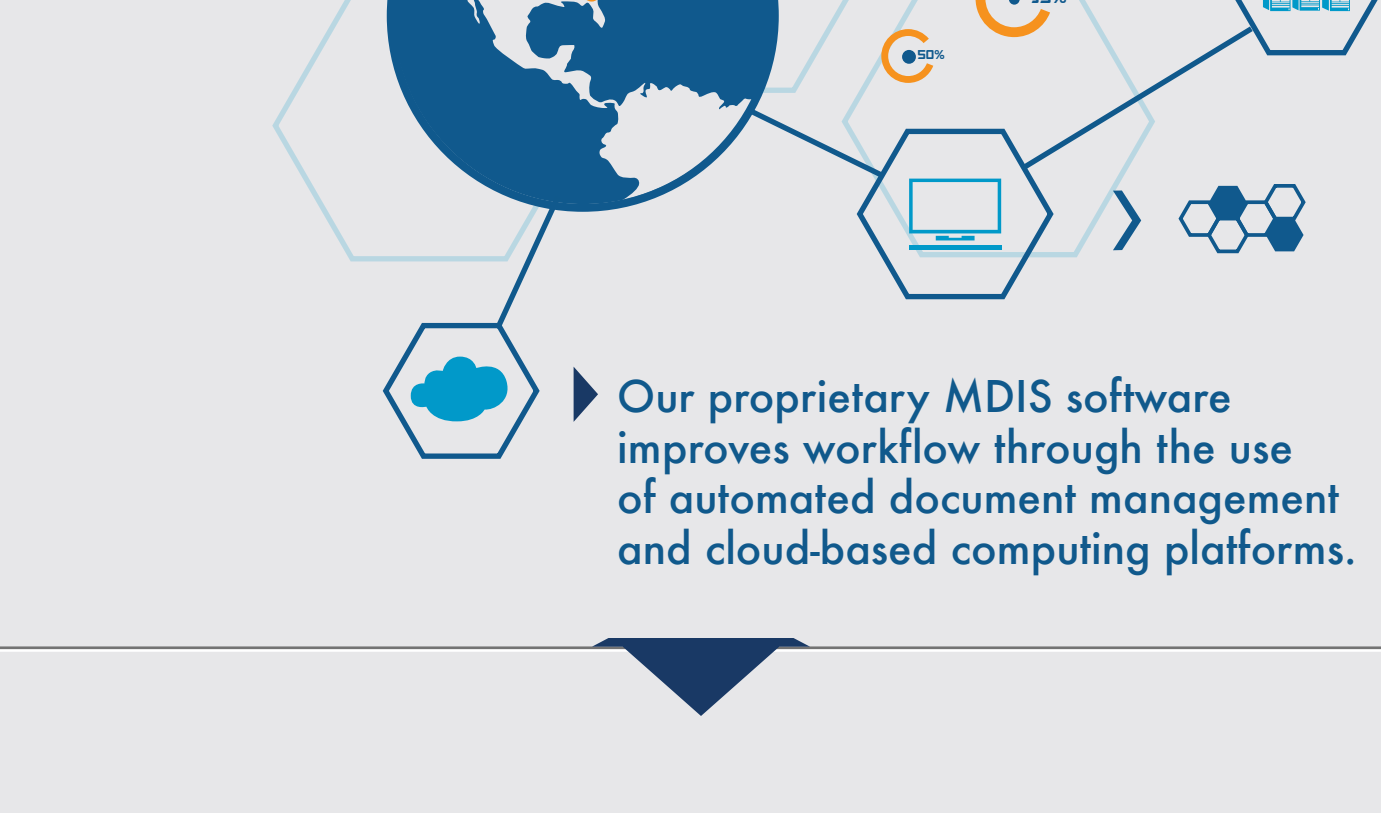 50%
Our proprietary MDIS software
improves workflow through the use
of automated document management
and cloud-based computing platforms.